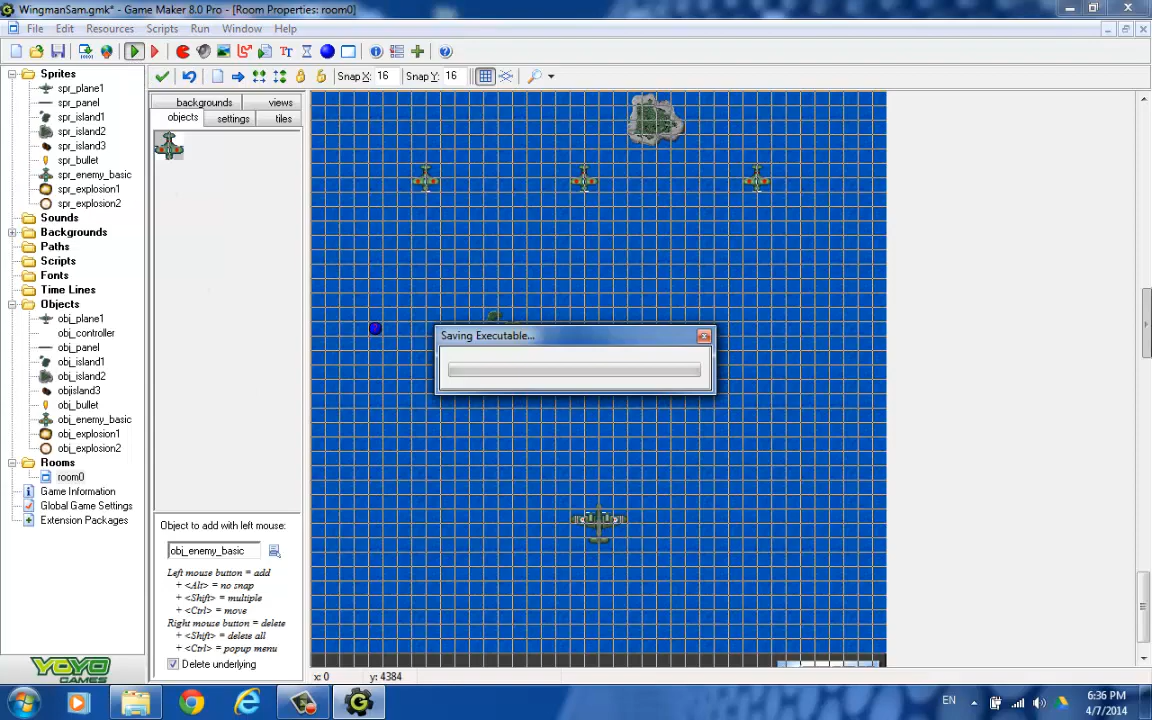 WingmanSam.gmk* - Game Maker 8.0 Pro - [Room Properties: room0]
File Edit Resources Scripts Run Window Help
Snap X: 16 Snap Y: 16
Sprites
spr_plane1
spr_panel
spr_island1
spr_island2
spr_island3
spr_bullet
spr_enemy_basic
spr_explosion1
spr_explosion2
Sounds
Backgrounds
Paths
Scripts
Fonts
Time Lines
Objects
obj_plane1
obj_controller
obj_panel
obj_island1
obj_island2
objisland3
obj_bullet
obj_enemy_basic
obj_explosion1
obj_explosion2
Rooms
room0
Game Information
Global Game Settings
Extension Packages
YOYO
GAMES
backgrounds views
objects settings tiles
Object to add with left mouse:
obj_enemy_basic
Left mouse button = add
+ <Alt> = no snap
+ <Shift> = multiple
+ <Ctrl> = move
Right mouse button = delete
+ <Shift> = delete all
+ <Ctrl> = popup menu
Delete underlying
Saving Executable...
x: 0 y: 4384
EN
6:36 PM
4/7/2014